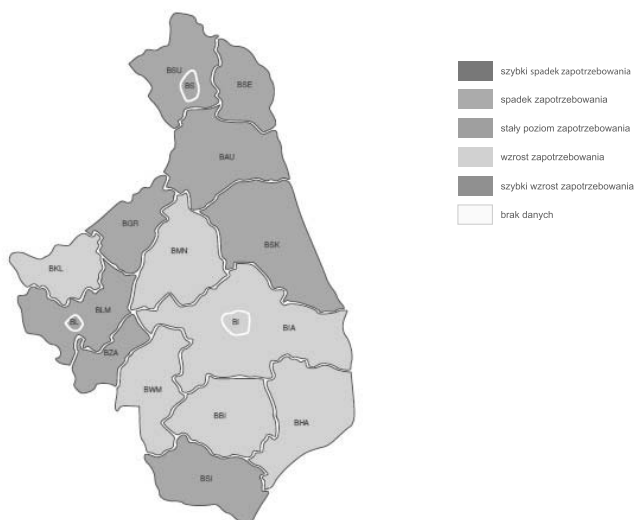 BSU
BS
BSE
BAU
BGR
BMN
BSK
BKL
BL
BLM
BI
BIA
BZA
BWM
BBI
BHA
BSI
szybki spadek zapotrzebowania
spadek zapotrzebowania
stały poziom zapotrzebowania
wzrost zapotrzebowania
szybki wzrost zapotrzebowania
brak danych